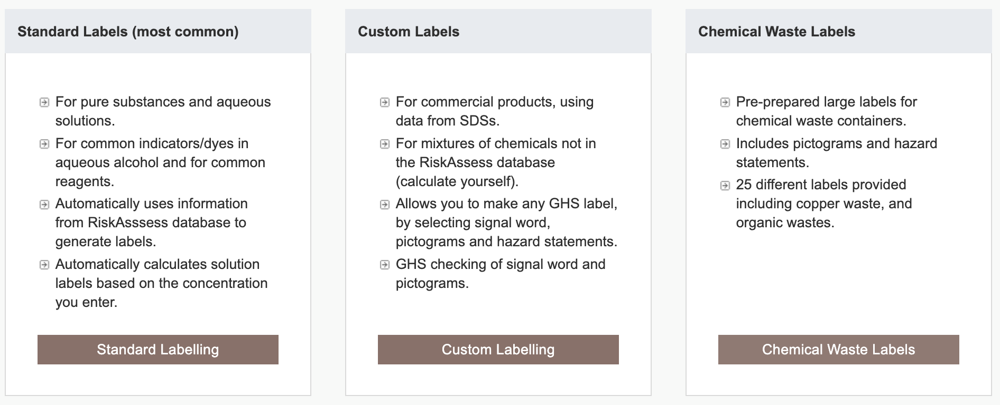 Standard Labels (most common)
For pure substances and aqueous
solutions.
For common indicators/dyes in
aqueous alcohol and for common
reagents.
Automatically uses information
from RiskAsssess database to
generate labels.
Automatically calculates solution
labels based on the concentration
you enter.
Standard Labelling
Custom Labels
For commercial products, using
data from SDSs.
For mixtures of chemicals not in
the RiskAssess database
(calculate yourself).
Allows you to make any GHS label,
by selecting signal word,
pictograms and hazard statements.
GHS checking of signal word and
pictograms.
Custom Labelling
Chemical Waste Labels
Pre-prepared large labels for
chemical waste containers.
Includes pictograms and hazard
statements.
25 different labels provided
including copper waste, and
organic wastes.
Chemical Waste Labels